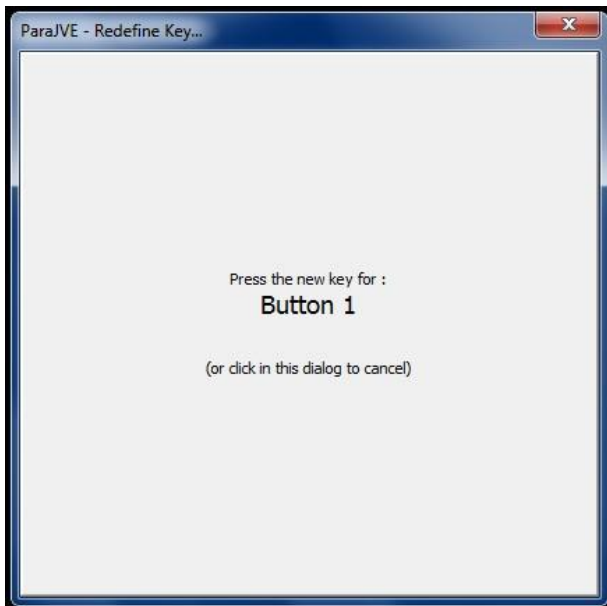 ParaJVE - Redefine Key...
Press the new key for :
Button 1
(or click in this dialog to cancel)